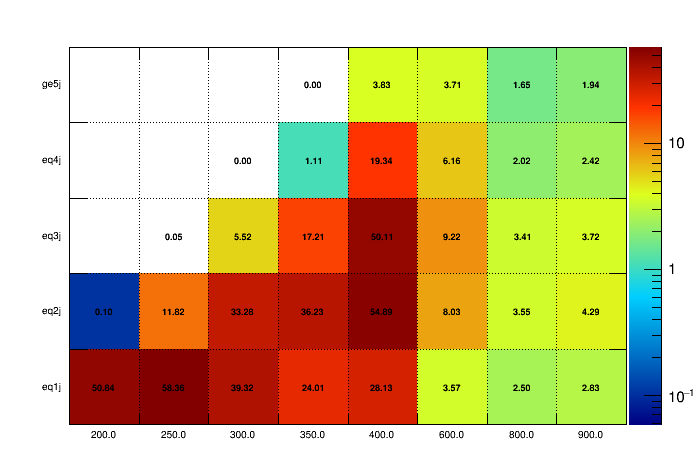 ge5j 0.00 3.83 3.71 1.65 1.94
eq4j 0.00 1.11 19.34 6.16 2.02 2.42
eq3j 0.05 5.52 17.21 50.11 9.22 3.41 3.72
eq2j 0.10 11.82 33.28 36.23 8.03 3.55 4.29
eq1j 50.84 58.36 39.32 24.01 28.13 3.57 2.50 2.83
200.0 250.0 300.0 350.0 400.0 600.0 800.0 900.0
10
1
10⁻¹